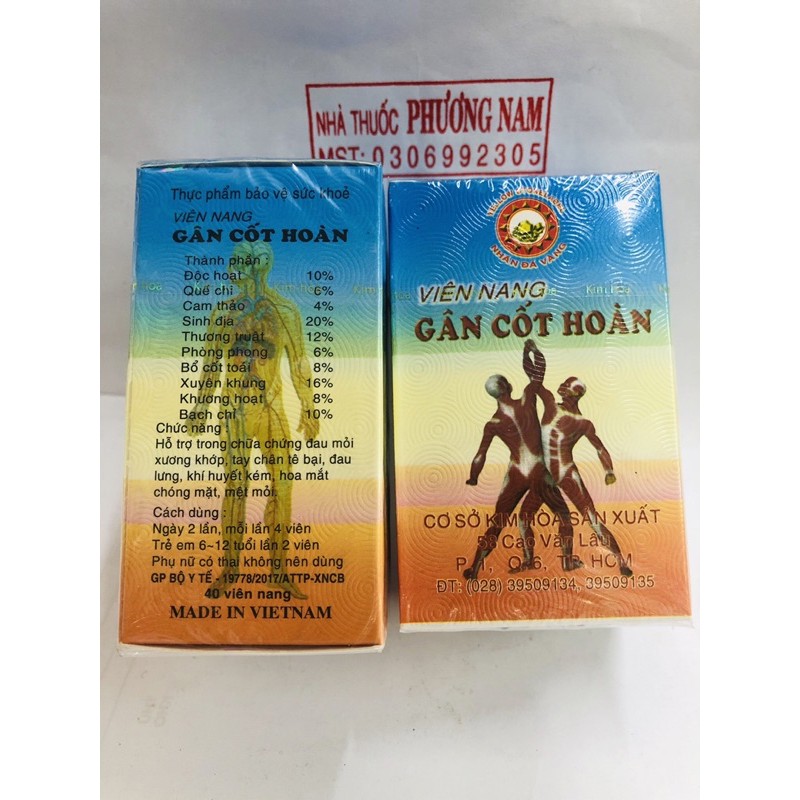 NHÀ THUỐC PHƯƠNG NAM
MST: 0306992305
Thực phẩm bảo vệ sức khoẻ
VIÊN NANG
GÂN CỐT HOÀN
Thành phần :
Độc hoạt 10%
Quế chi 6%
Cam thảo 4%
Sinh địa 20%
Thương truật 12%
Phòng phong 6%
Bổ cốt toái 8%
Xuyên khung 16%
Khương hoạt 8%
Bạch chỉ 10%
Chức năng :
Hỗ trợ trong chữa chứng đau mỏi
xương khớp, tay chân tê bại, đau
lưng, khí huyết kém, hoa mắt
chóng mặt, mệt mỏi.
Cách dùng :
Ngày 2 lần, mỗi lần 4 viên
Trẻ em 6-12 tuổi lần 2 viên
Phụ nữ có thai không nên dùng
GP BỘ Y TẾ - 19778/2017/ATTP-XNCB
40 viên nang
MADE IN VIETNAM
NHÃN ĐÁ VÀNG
VIÊN NANG
Kim Hòa
GÂN CỐT HOÀN
CƠ SỞ KIM HÒA SẢN XUẤT
58 Cao Văn Lầu
P.1, Q.6, TP. HCM
ĐT: (028) 39509134, 39509135